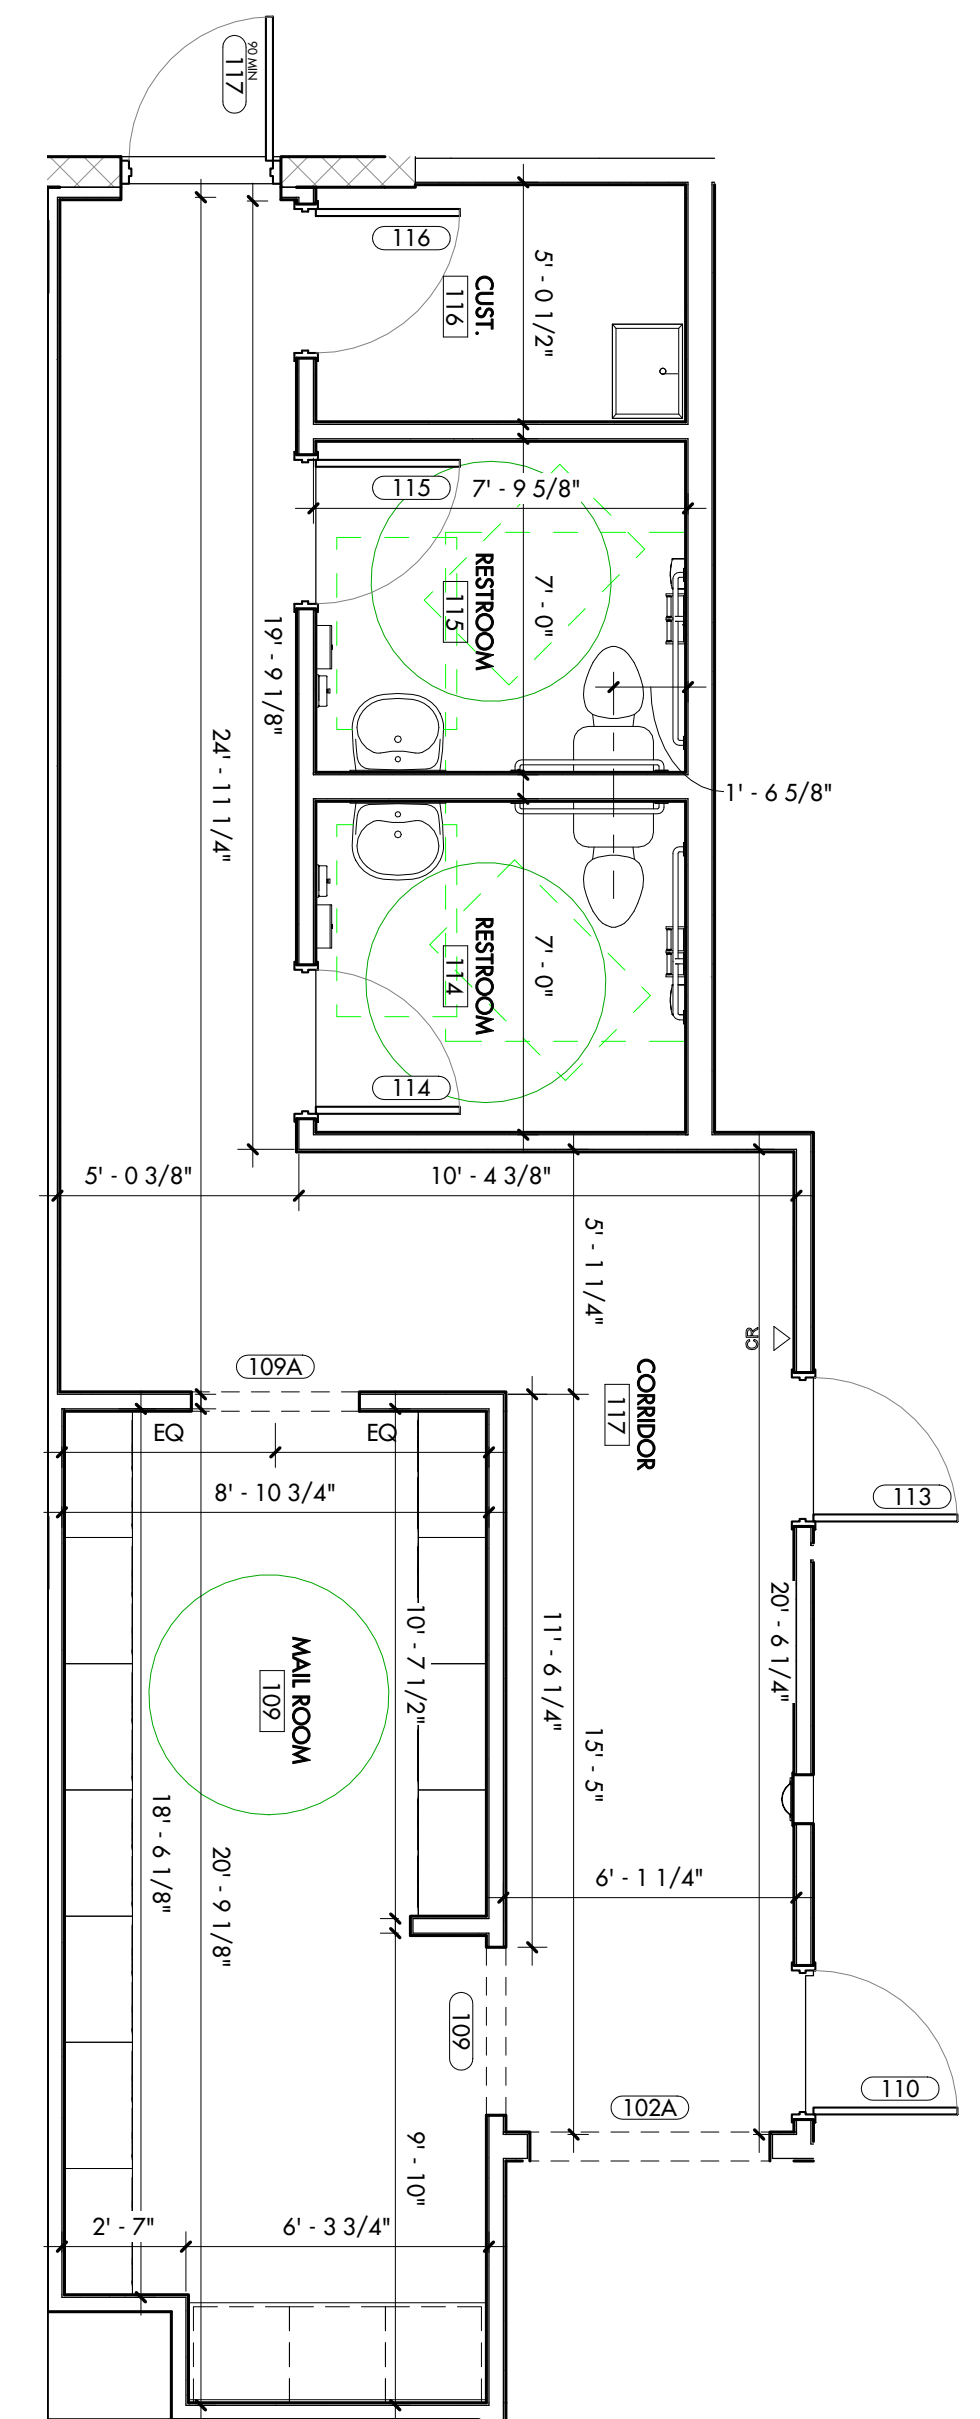 90 MIN
117
116
CUST.
116
5' - 0 1/2"
115
7' - 9 5/8"
RESTROOM
115
7' - 0"
19' - 9 1/8"
24' - 11 1/4"
1' - 6 5/8"
RESTROOM
114
7' - 0"
114
5' - 0 3/8"
10' - 4 3/8"
5' - 1 1/4"
CR
109A
CORRIDOR
117
EQ
EQ
8' - 10 3/4"
113
20' - 6 1/4"
10' - 7 1/2"
11' - 6 1/4"
MAIL ROOM
109
15' - 5"
18' - 6 1/8"
20' - 9 1/8"
6' - 1 1/4"
109
110
102A
9' - 10"
2' - 7"
6' - 3 3/4"